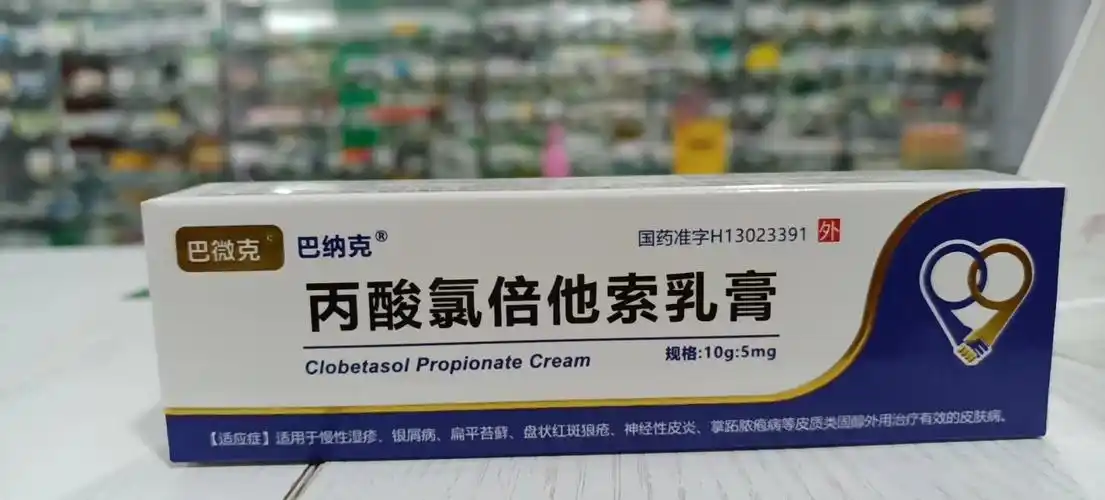 巴微克
巴纳克®
国药准字H13023391 外
丙酸氯倍他索乳膏
Clobetasol Propionate Cream
规格:10g:5mg
【适应症】适用于慢性湿疹、银屑病、扁平苔藓、盘状红斑狼疮、神经性皮炎、掌跖脓疱病等皮质类固醇外用治疗有效的皮肤病。